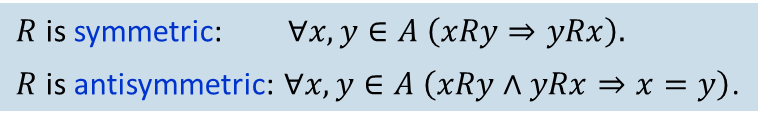 R is symmetric: ∀x, y ∈ A (xRy ⇒ yRx).
R is antisymmetric: ∀x, y ∈ A (xRy ∧ yRx ⇒ x = y).